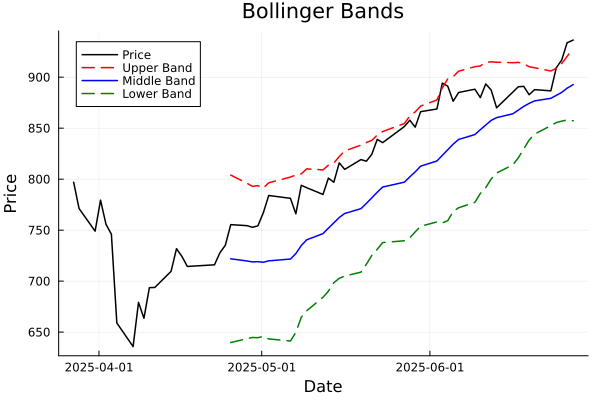 Bollinger Bands
Price
Upper Band
Middle Band
Lower Band
900
850
800
750
700
650
Price
2025-04-01
2025-05-01
2025-06-01
Date